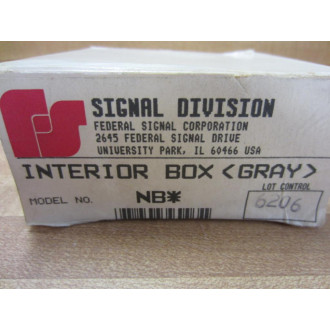 SIGNAL DIVISION
FEDERAL SIGNAL CORPORATION
2645 FEDERAL SIGNAL DRIVE
UNIVERSITY PARK, IL 60466 USA
INTERIOR BOX <GRAY>
LOT CONTROL
MODEL NO. NB* 6206